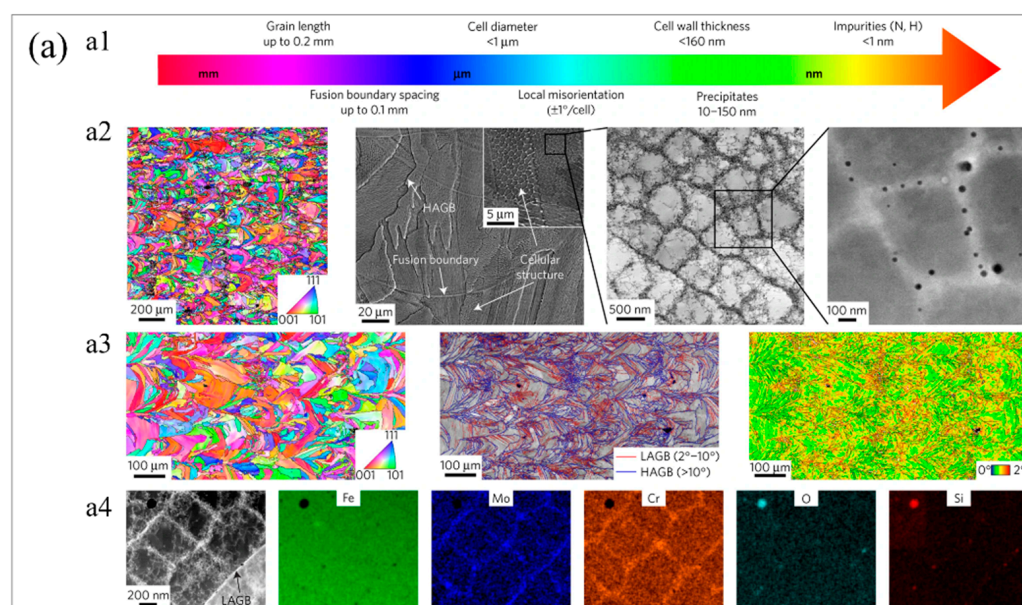 (a) a1
Grain length
up to 0.2 mm
Cell diameter
<1 μm
Cell wall thickness
<160 nm
Impurities (N, H)
<1 nm
mm
μm
nm
Fusion boundary spacing
up to 0.1 mm
Local misorientation
(±1°/cell)
Precipitates
10–150 nm
a2
HAGB
Fusion boundary
Cellular
structure
5 μm
111
001 101
200 μm
20 μm
500 nm
100 nm
a3
111
001 101
100 μm
LAGB (2°–10°)
HAGB (>10°)
100 μm
100 μm
0° 2°
a4
Fe
Mo
Cr
O
Si
200 nm
LAGB